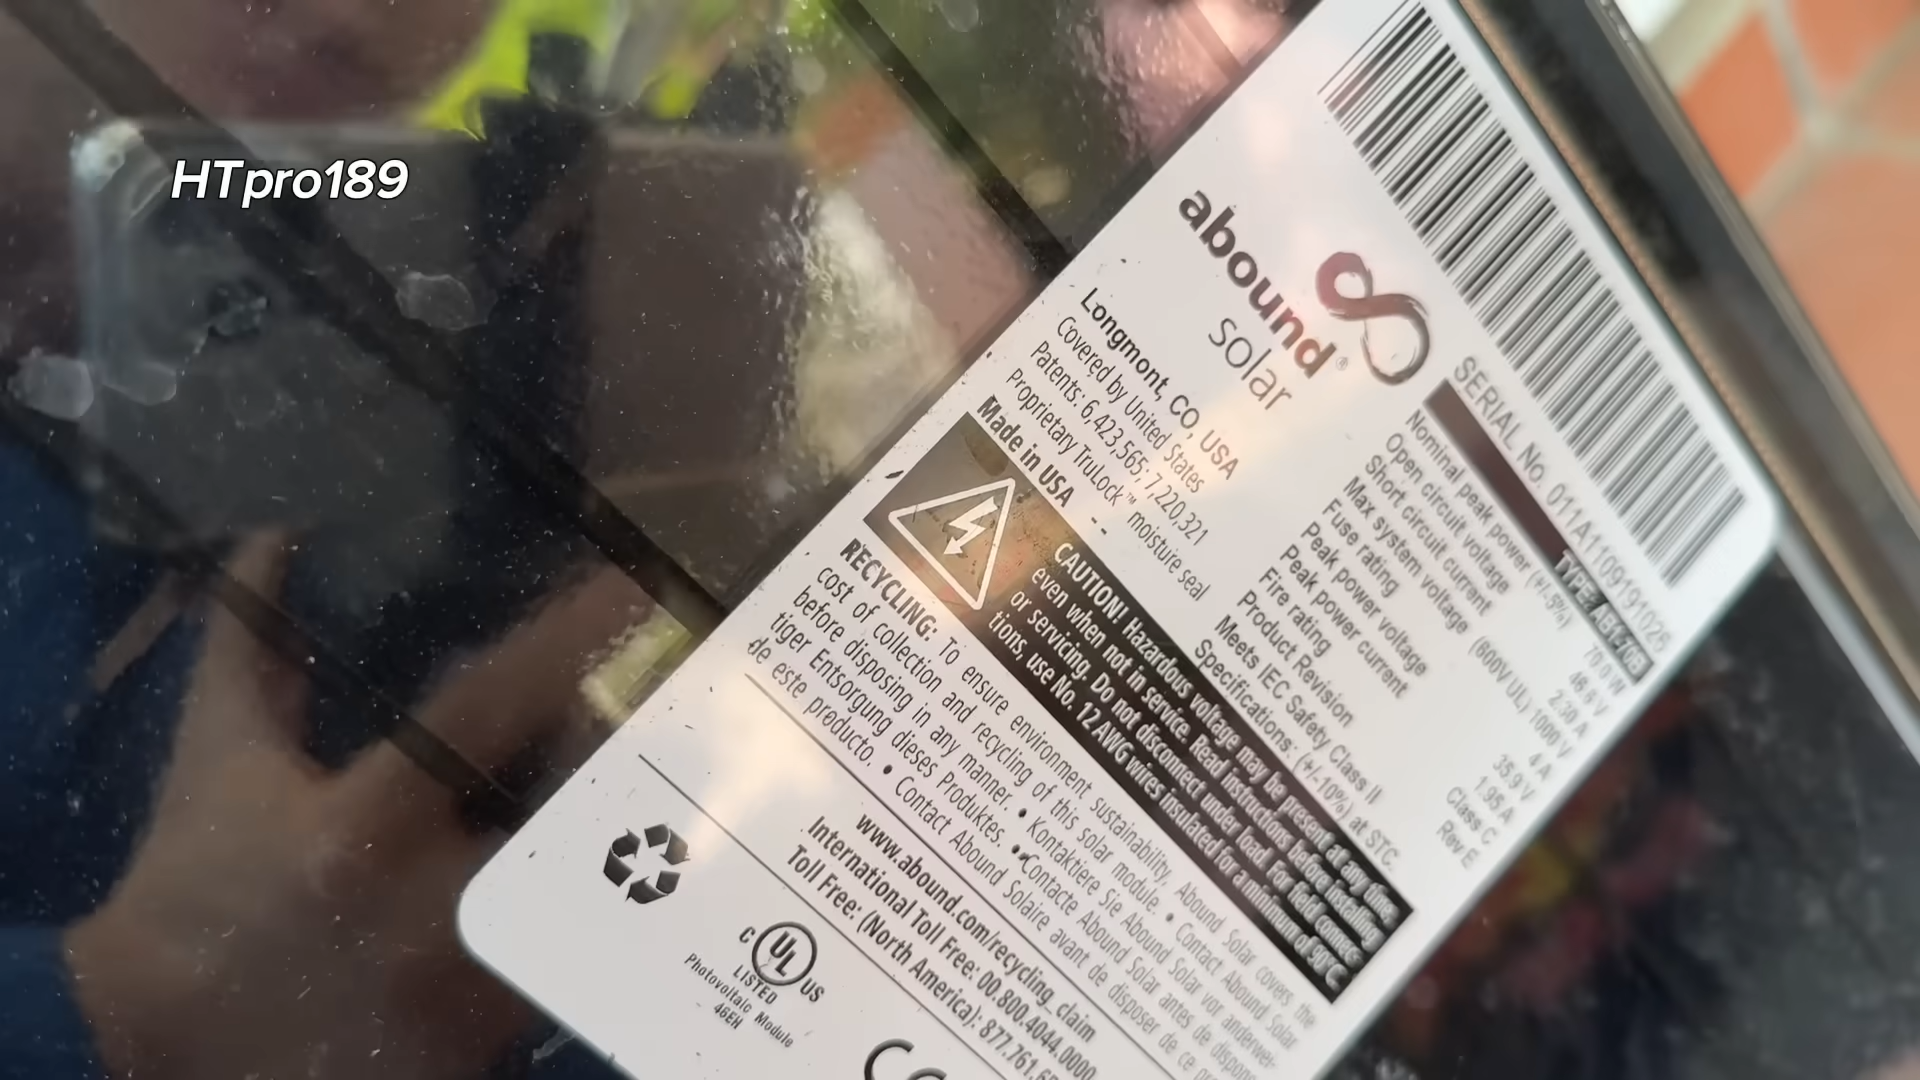 HTpro189
abound®
solar
Longmont, CO, USA
Covered by United States
Patents: 6,423,565; 7,220,321
Proprietary TruLock™ moisture seal
Made in USA
SERIAL No. 011A1109191026
TYPE: AB1-70B
Nominal peak power (+/-5%) 70.0 W
Open circuit voltage 46.6 V
Short circuit current 2.30 A
Max system voltage (600V UL) 1000 V
Fuse rating 4 A
Peak power voltage 35.9 V
Peak power current 1.95 A
Fire rating Class C
Product Revision Rev E
Meets IEC Safety Class II
Specifications: (+/-10%) at STC.
CAUTION! Hazardous voltage may be present at any time,
even when not in service. Read instructions before installing
or servicing. Do not disconnect under load. For field connec-
tions, use No. 12 AWG wires insulated for a minimum of 90°C.
RECYCLING: To ensure environment sustainability, Abound Solar covers the
cost of collection and recycling of this solar module. • Contact Abound Solar
before disposing in any manner. • Kontaktiere Sie Abound Solar vor anderwei-
tiger Entsorgung dieses Produktes. • Contacte Abound Solar antes de dispone
de este producto. • Contact Abound Solaire avant de disposer de ce
www.abound.com/recycling_claim
International Toll Free: 00.800.4044.0000
Toll Free: (North America): 877.761.
C UL US
LISTED
Photovoltaic Module
46EH
CE